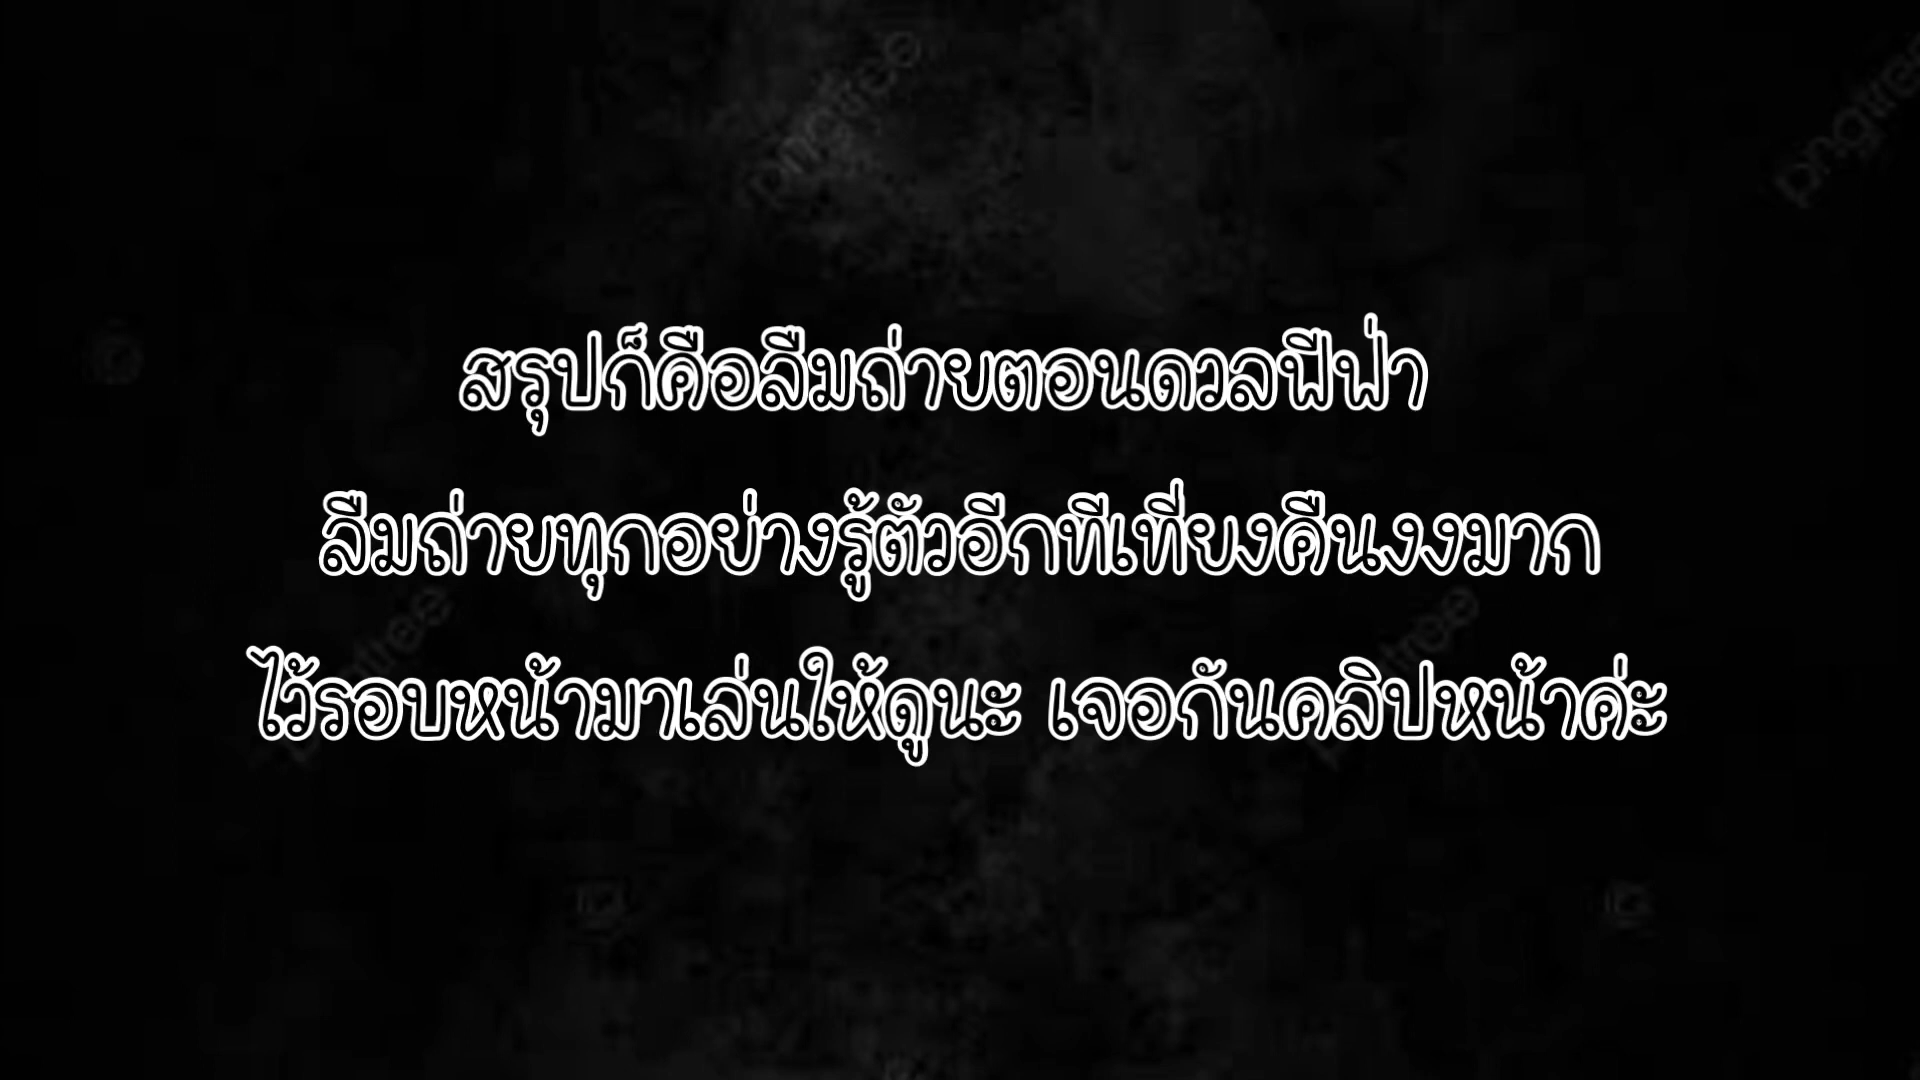 สรุปก็คือลืมถ่ายตอนดวลฟีฟ่า
ลืมถ่ายทุกอย่างรู้ตัวอีกทีเที่ยงคืนงงมาก
ไว้รอบหน้ามาเล่นให้ดูนะ เจอกันคลิปหน้าค่ะ
pngtree
pngtree
pngtree
pngtree